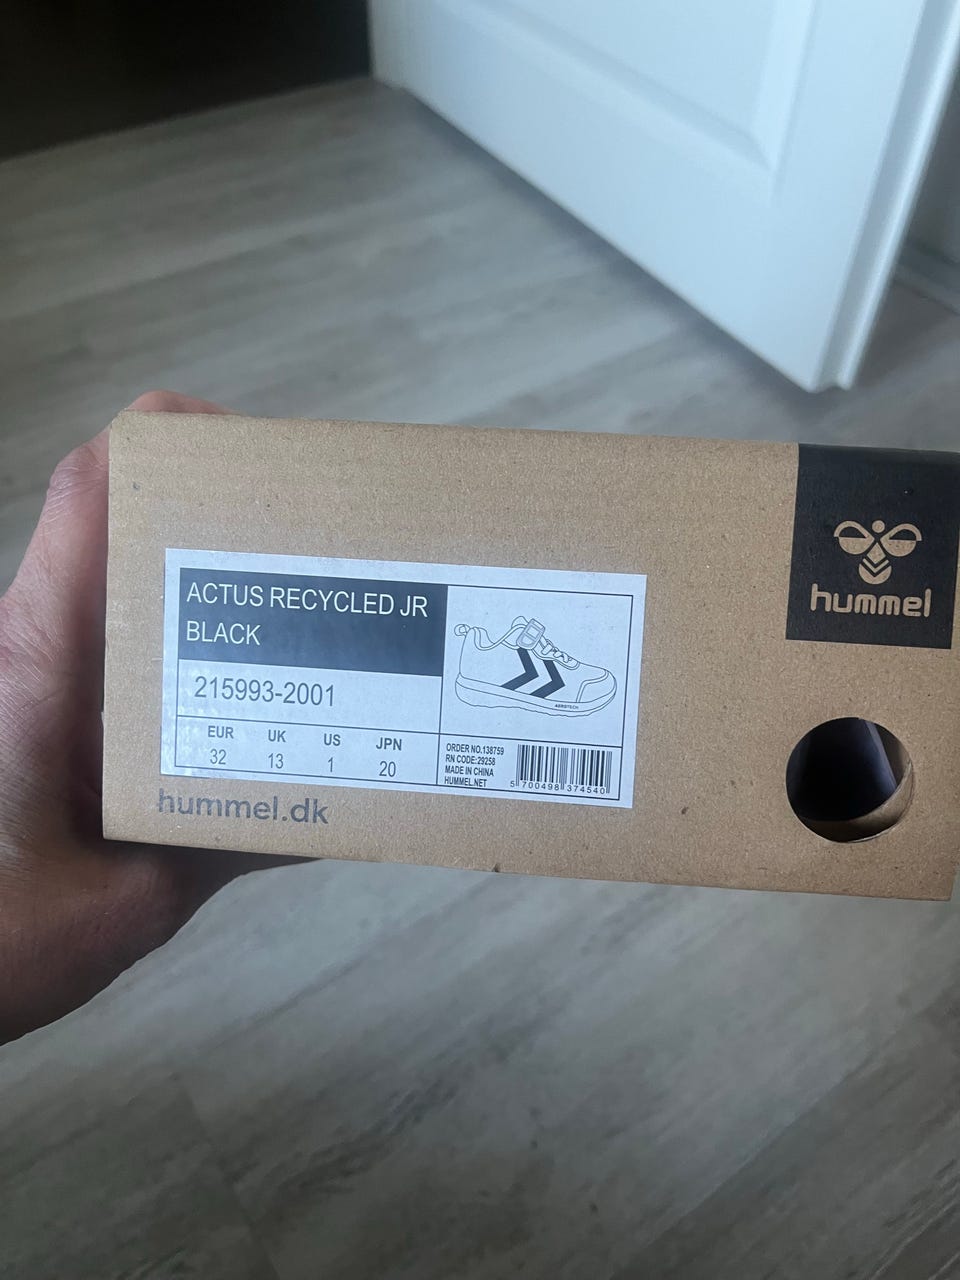 ACTUS RECYCLED JR
BLACK
215993-2001
EUR UK US JPN
32 13 1 20
AEROTECH
ORDER NO.138759
RN CODE:29258
MADE IN CHINA
HUMMEL.NET
5 700498 374540
hummel
hummel.dk